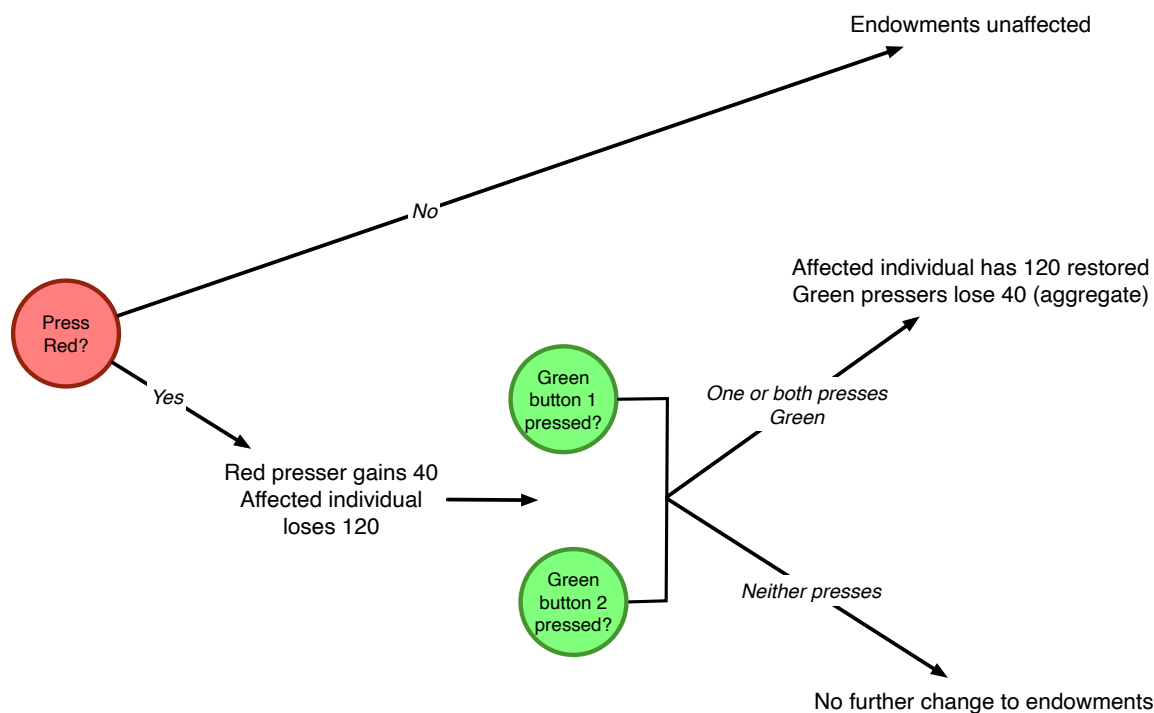 Endowments unaffected
No
Press
Red?
Yes
Red presser gains 40
Affected individual
loses 120
Green
button 1
pressed?
Green
button 2
pressed?
Affected individual has 120 restored
Green pressers lose 40 (aggregate)
One or both presses
Green
Neither presses
No further change to endowments